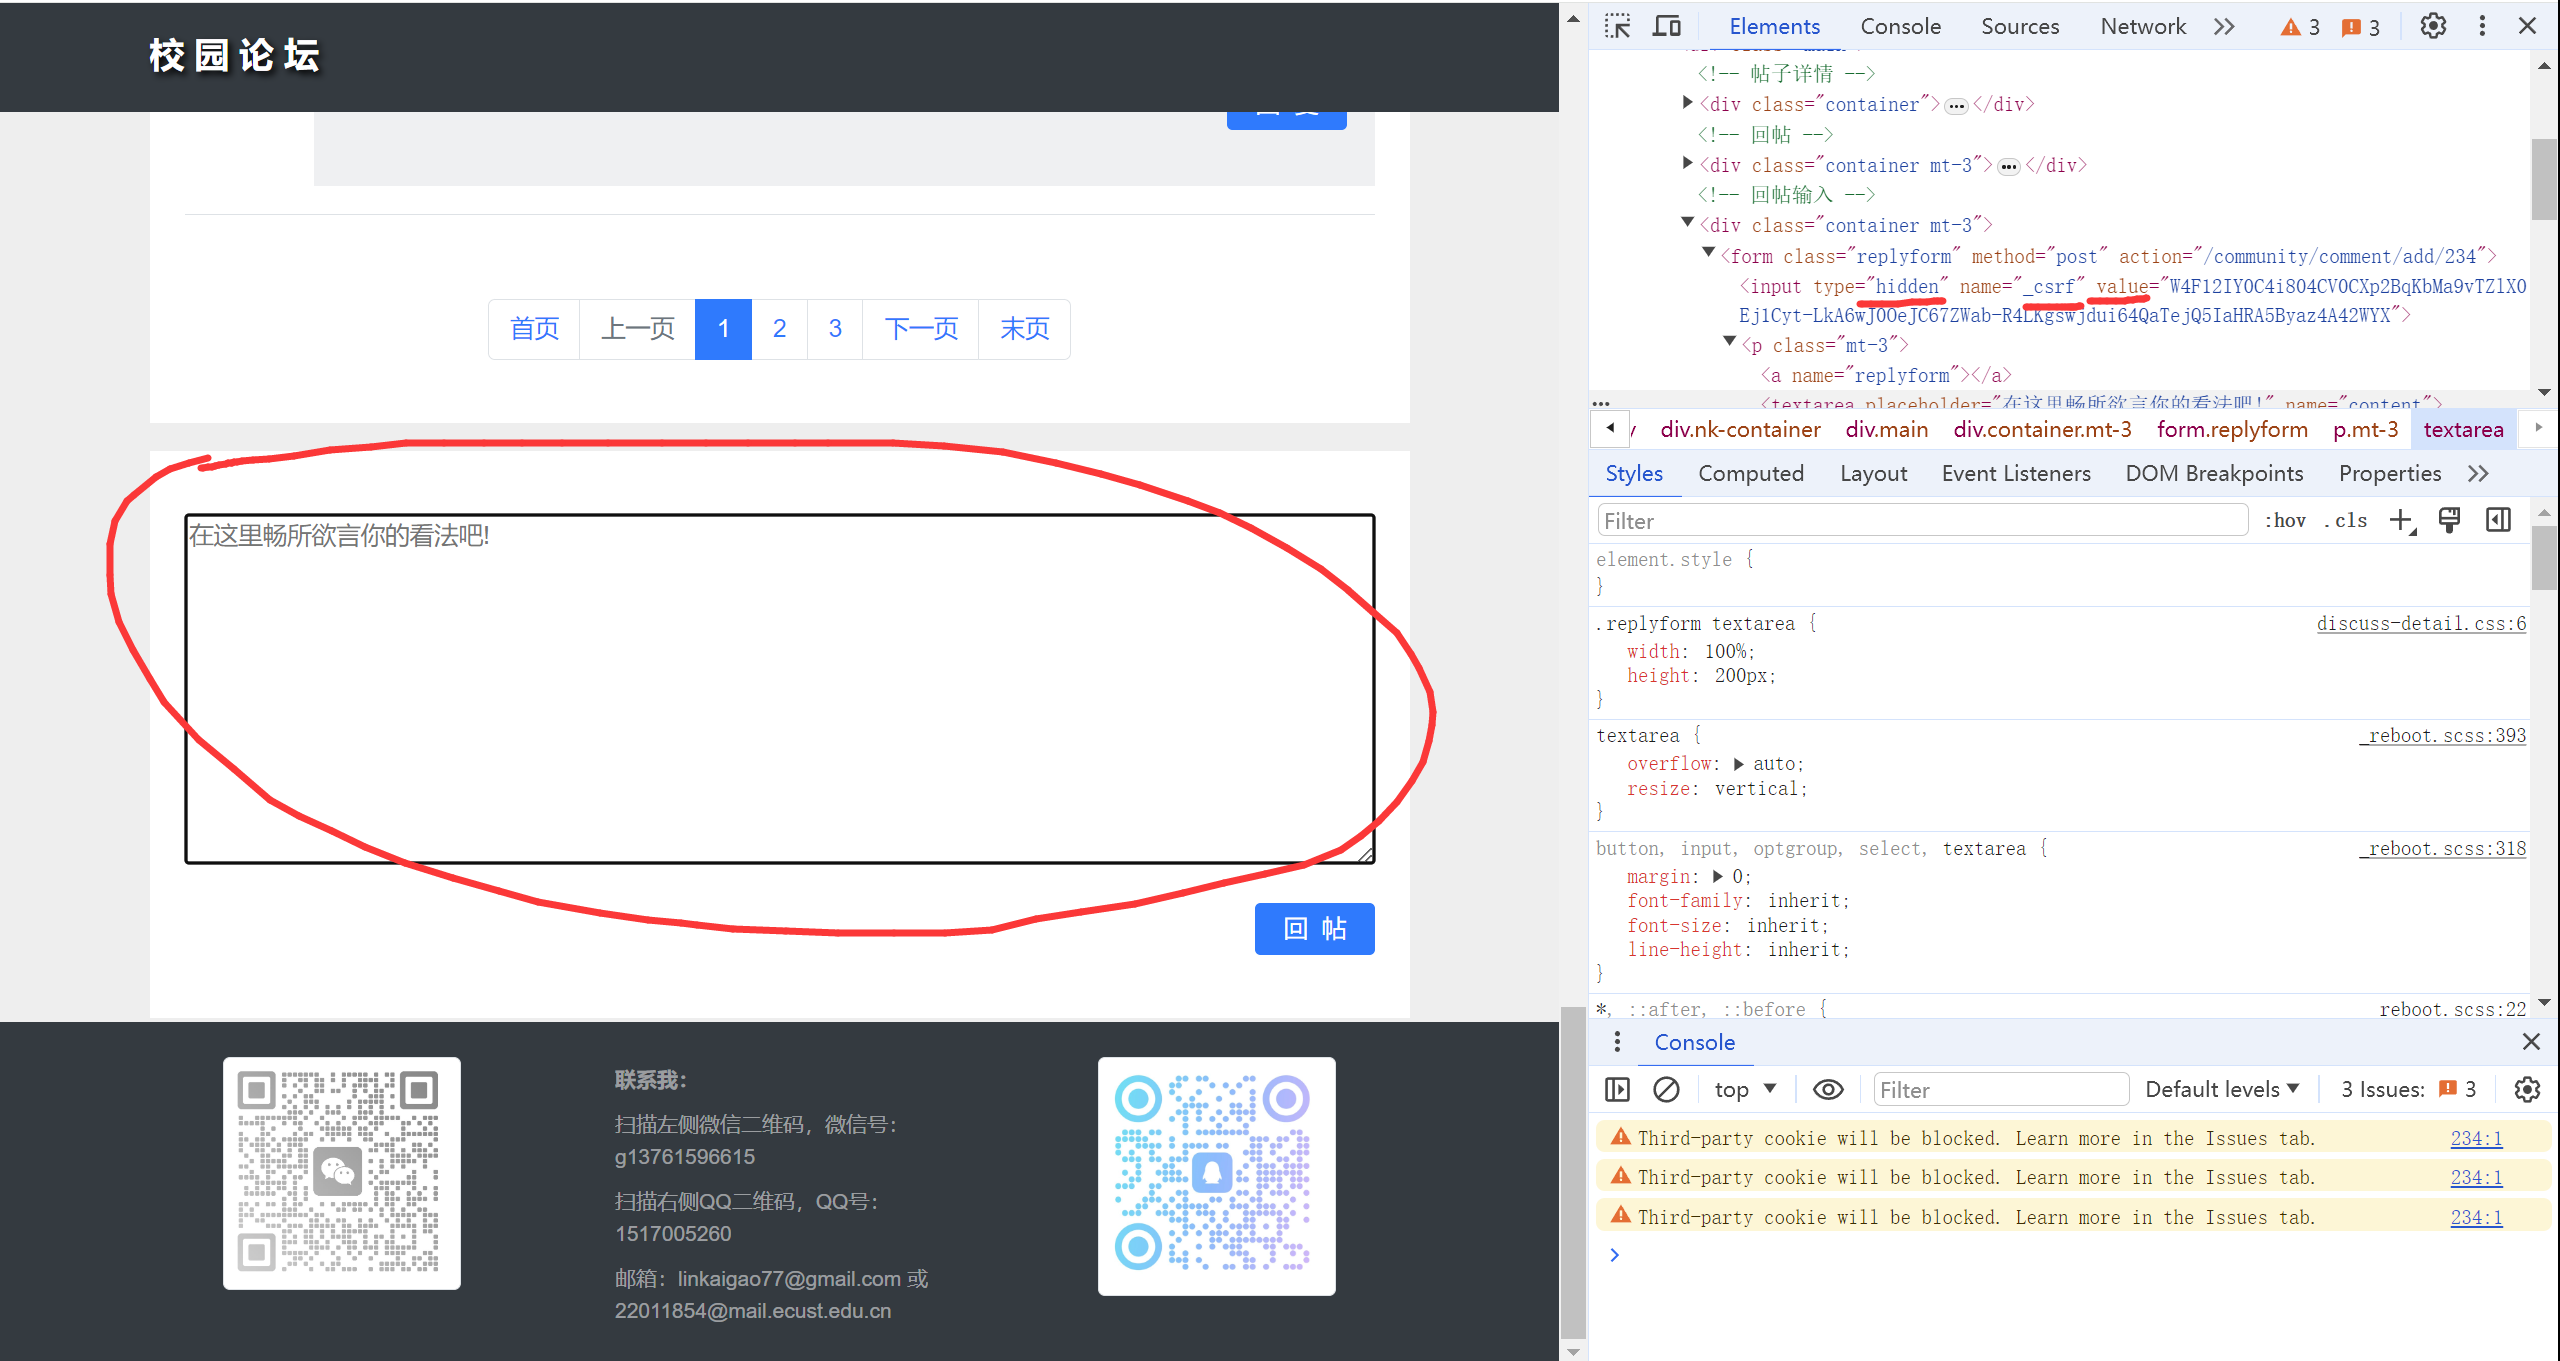 校园论坛
首页 上一页 1 2 3 下一页 末页
在这里畅所欲言你的看法吧!
回 帖
联系我：
扫描左侧微信二维码，微信号：
g13761596615
扫描右侧QQ二维码，QQ号：
1517005260
邮箱：linkaigao77@gmail.com 或
22011854@mail.ecust.edu.cn
Elements Console Sources Network 3 3
<!-- 帖子详情 -->
<div class="container"> … </div>
<!-- 回帖 -->
<div class="container mt-3"> … </div>
<!-- 回帖输入 -->
<div class="container mt-3">
<form class="replyform" method="post" action="/community/comment/add/234">
<input type="hidden" name="_csrf" value="W4F12IY0C4i804CV0CXp2BqKbMa9vTZlX0
Ej1Cyt-LkA6wJ0OeJC67ZWab-R4LKgswjdui64QaTejQ5IaHRA5Byaz4A42WYX">
<p class="mt-3">
<a name="replyform"></a>
<textarea placeholder="在这里畅所欲言你的看法吧!" name="content">
div.nk-container div.main div.container.mt-3 form.replyform p.mt-3 textarea
Styles Computed Layout Event Listeners DOM Breakpoints Properties
Filter :hov .cls
element.style {
}
.replyform textarea { discuss-detail.css:6
width: 100%;
height: 200px;
}
textarea { _reboot.scss:393
overflow: auto;
resize: vertical;
}
button, input, optgroup, select, textarea { _reboot.scss:318
margin: 0;
font-family: inherit;
font-size: inherit;
line-height: inherit;
}
*, ::after, ::before { reboot.scss:22
Console
top Filter Default levels 3 Issues: 3
Third-party cookie will be blocked. Learn more in the Issues tab. 234:1
Third-party cookie will be blocked. Learn more in the Issues tab. 234:1
Third-party cookie will be blocked. Learn more in the Issues tab. 234:1